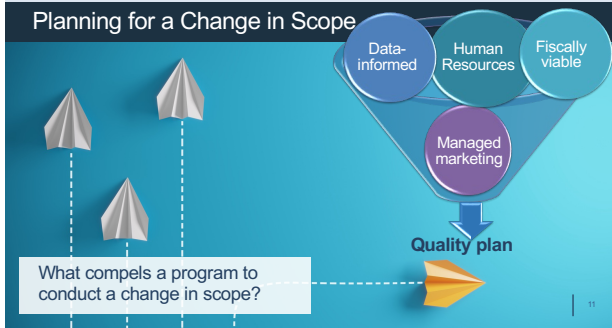 Planning for a Change in Scope
Data-
informed
Human
Resources
Fiscally
viable
Managed
marketing
Quality plan
What compels a program to
conduct a change in scope?
11